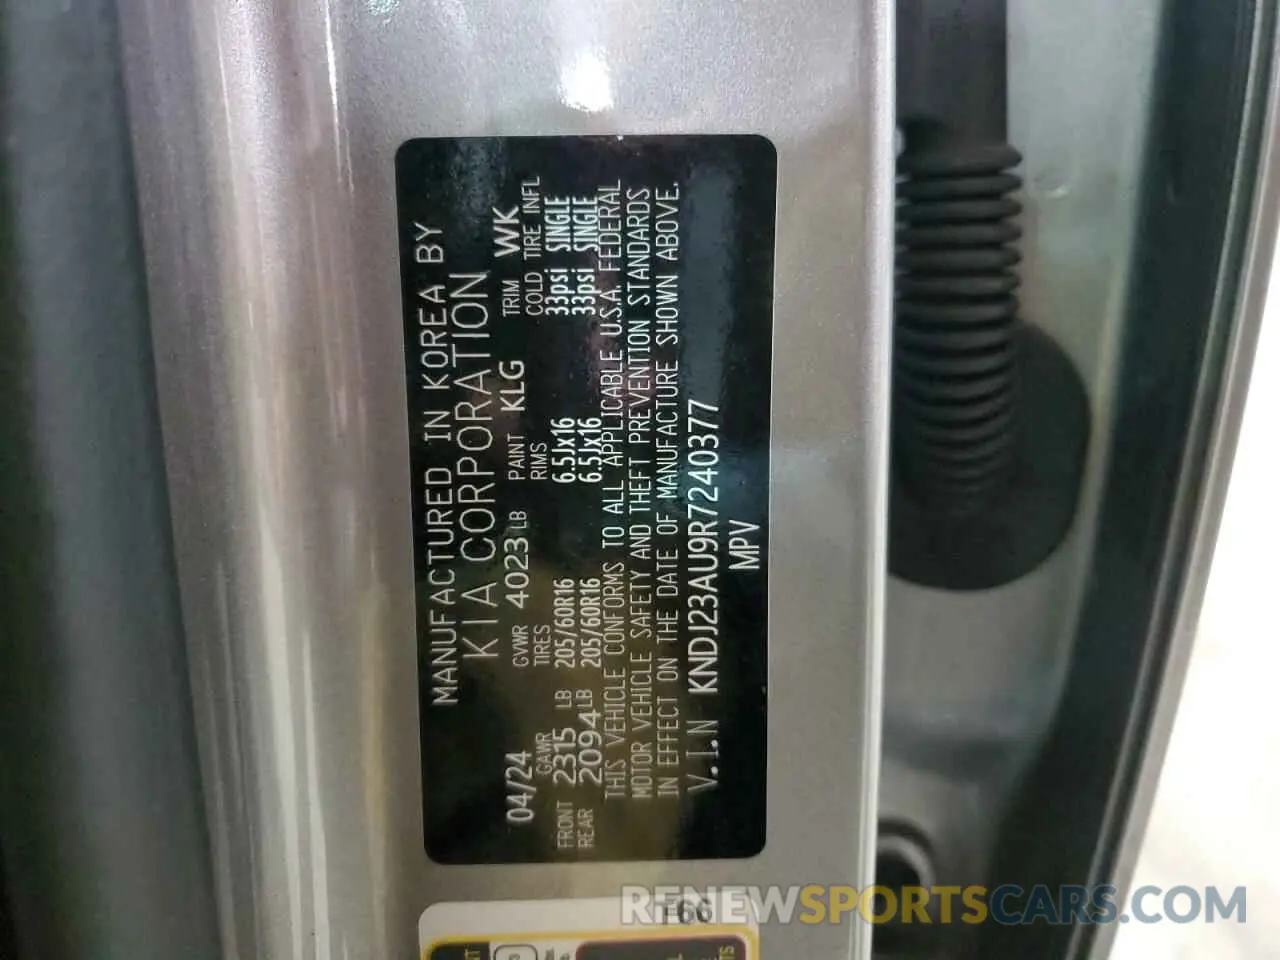 MANUFACTURED IN KOREA BY
KIA CORPORATION
04/24 GVWR 4023 LB PAINT KLG TRIM WK
GAWR TIRES RIMS COLD TIRE INFL
FRONT 2315 LB 205/60R16 6.5Jx16 33psi SINGLE
REAR 2094 LB 205/60R16 6.5Jx16 33psi SINGLE
THIS VEHICLE CONFORMS TO ALL APPLICABLE U.S.A. FEDERAL
MOTOR VEHICLE SAFETY AND THEFT PREVENTION STANDARDS
IN EFFECT ON THE DATE OF MANUFACTURE SHOWN ABOVE.
V.I.N KNDJ23AU9R7240377
MPV
F66
RENEWSPORTSCARS.COM